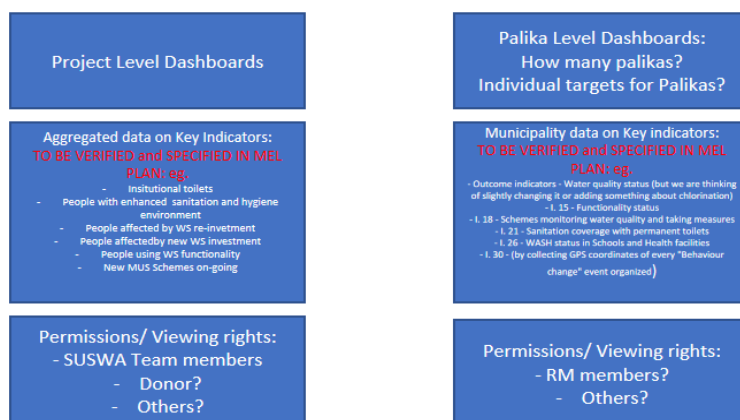 Project Level Dashboards
Aggregated data on Key Indicators:
TO BE VERIFIED and SPECIFIED IN MEL
PLAN: eg.
- Insitutional toilets
- People with enhanced sanitation and hygiene
environment
- People affected by WS re-invetment
- People affectedby new WS investment
- People using WS functionality
- New MUS Schemes on-going
Permissions/ Viewing rights:
- SUSWA Team members
- Donor?
- Others?
Palika Level Dashboards:
How many palikas?
Individual targets for Palikas?
Municipality data on Key indicators:
TO BE VERIFIED and SPECIFIED IN MEL
PLAN: eg.
- Outcome indicators - Water quality status (but we are thinking
of slightly changing it or adding something about chlorination)
- I. 15 - Functionality status
- I. 18 - Schemes monitoring water quality and taking measures
- I. 21 - Sanitation coverage with permanent toilets
- I. 26 - WASH status in Schools and Health facilities
- I. 30 - (by collecting GPS coordinates of every "Behaviour
change" event organized)
Permissions/ Viewing rights:
- RM members?
- Others?